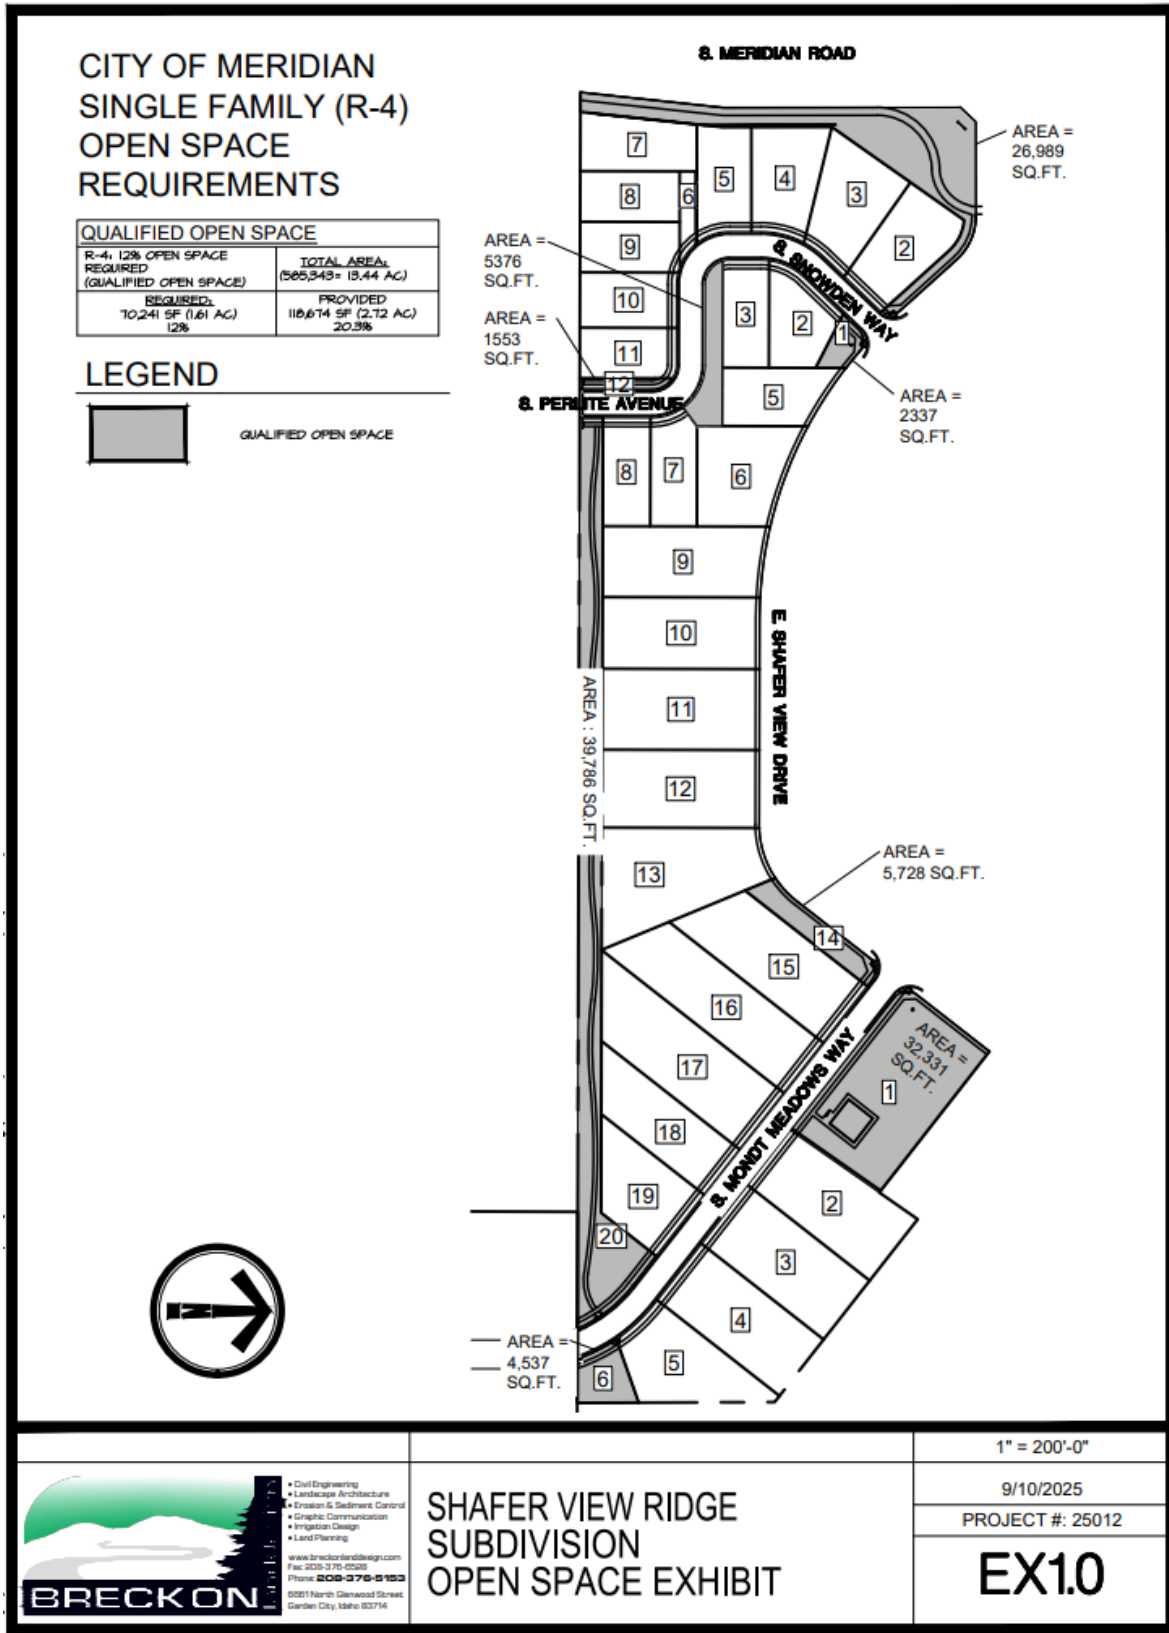 CITY OF MERIDIAN
SINGLE FAMILY (R-4)
OPEN SPACE
REQUIREMENTS
QUALIFIED OPEN SPACE
R-4: 12% OPEN SPACE
REQUIRED
(QUALIFIED OPEN SPACE)
TOTAL AREA:
(585,343= 13.44 AC)
REQUIRED:
70,241 SF (1.61 AC)
12%
PROVIDED
118,674 SF (2.72 AC)
20.3%
LEGEND
QUALIFIED OPEN SPACE
S. MERIDIAN ROAD
AREA =
26,989
SQ.FT.
7
5
4
3
8
6
2
9
AREA =
5376
SQ.FT.
S. SNOWDEN WAY
10
3
2
1
AREA =
1553
SQ.FT.
11
12
S. PERLITE AVENUE
5
AREA =
2337
SQ.FT.
8
7
6
9
10
E. SHAFER VIEW DRIVE
11
AREA : 39,786 SQ.FT.
12
13
AREA =
5,728 SQ.FT.
14
15
16
17
18
19
20
S. MONDT MEADOWS WAY
AREA =
32,331
SQ.FT.
1
2
3
4
5
6
AREA =
4,537
SQ.FT.
N
BRECKON
• Civil Engineering
• Landscape Architecture
• Erosion & Sediment Control
• Graphic Communication
• Irrigation Design
• Land Planning
www.breckonlanddesign.com
Fax: 208-376-6528
Phone: 208-376-5153
6661 North Glenwood Street
Garden City, Idaho 83714
SHAFER VIEW RIDGE
SUBDIVISION
OPEN SPACE EXHIBIT
1" = 200'-0"
9/10/2025
PROJECT #: 25012
EX1.0